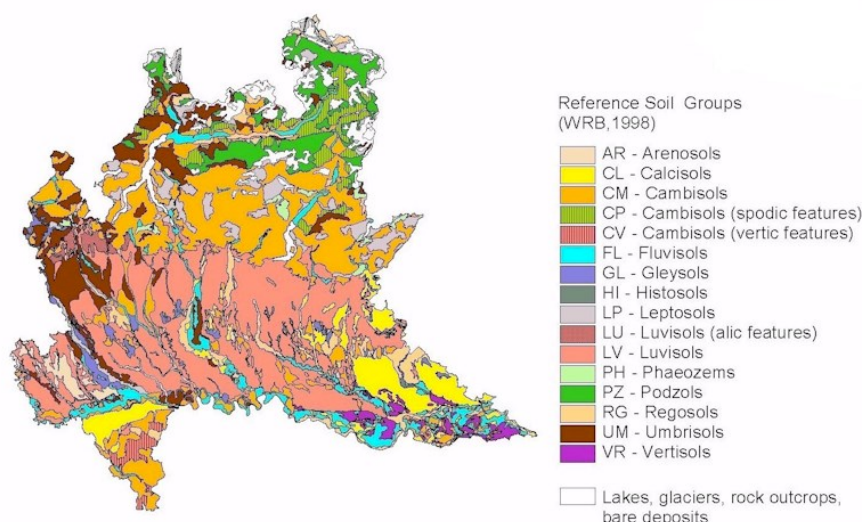 Reference Soil Groups
(WRB,1998)
AR - Arenosols
CL - Calcisols
CM - Cambisols
CP - Cambisols (spodic features)
CV - Cambisols (vertic features)
FL - Fluvisols
GL - Gleysols
HI - Histosols
LP - Leptosols
LU - Luvisols (alic features)
LV - Luvisols
PH - Phaeozems
PZ - Podzols
RG - Regosols
UM - Umbrisols
VR - Vertisols
Lakes, glaciers, rock outcrops,
bare deposits